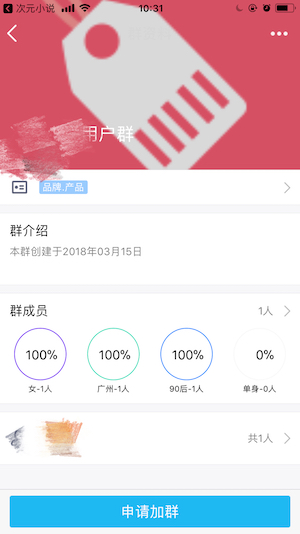 次元小说
10:31
用户群
品牌.产品
群介绍
本群创建于2018年03月15日
群成员
1人
100%
100%
100%
0%
女-1人
广州-1人
90后-1人
单身-0人
共1人
申请加群